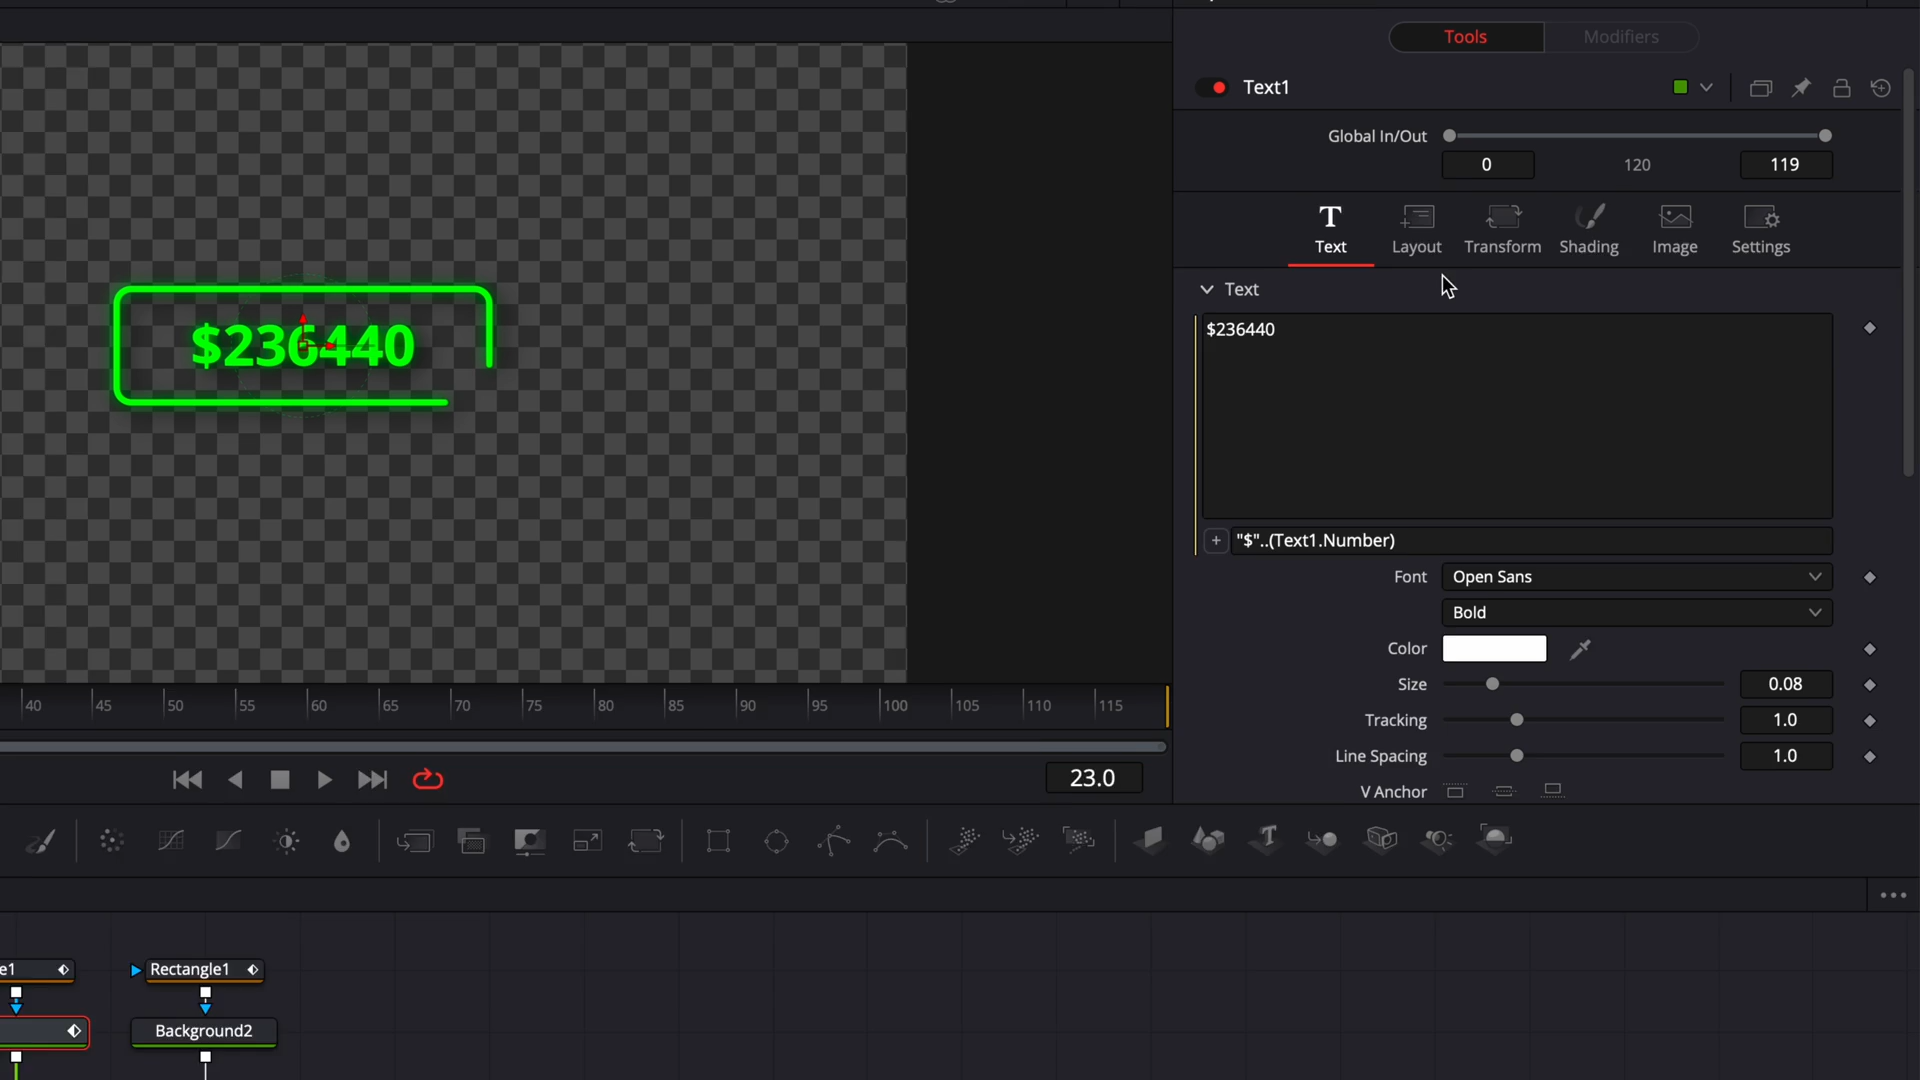 Tools
Modifiers
Text1
Global In/Out
0
120
119
T
Text
Layout
Transform
Shading
Image
Settings
Text
$236440
$236440
+
"$"..(Text1.Number)
Font
Open Sans
Bold
Color
Size
0.08
Tracking
1.0
Line Spacing
1.0
V Anchor
40
45
50
55
60
65
70
75
80
85
90
95
100
105
110
115
23.0
e1
Rectangle1
Background2